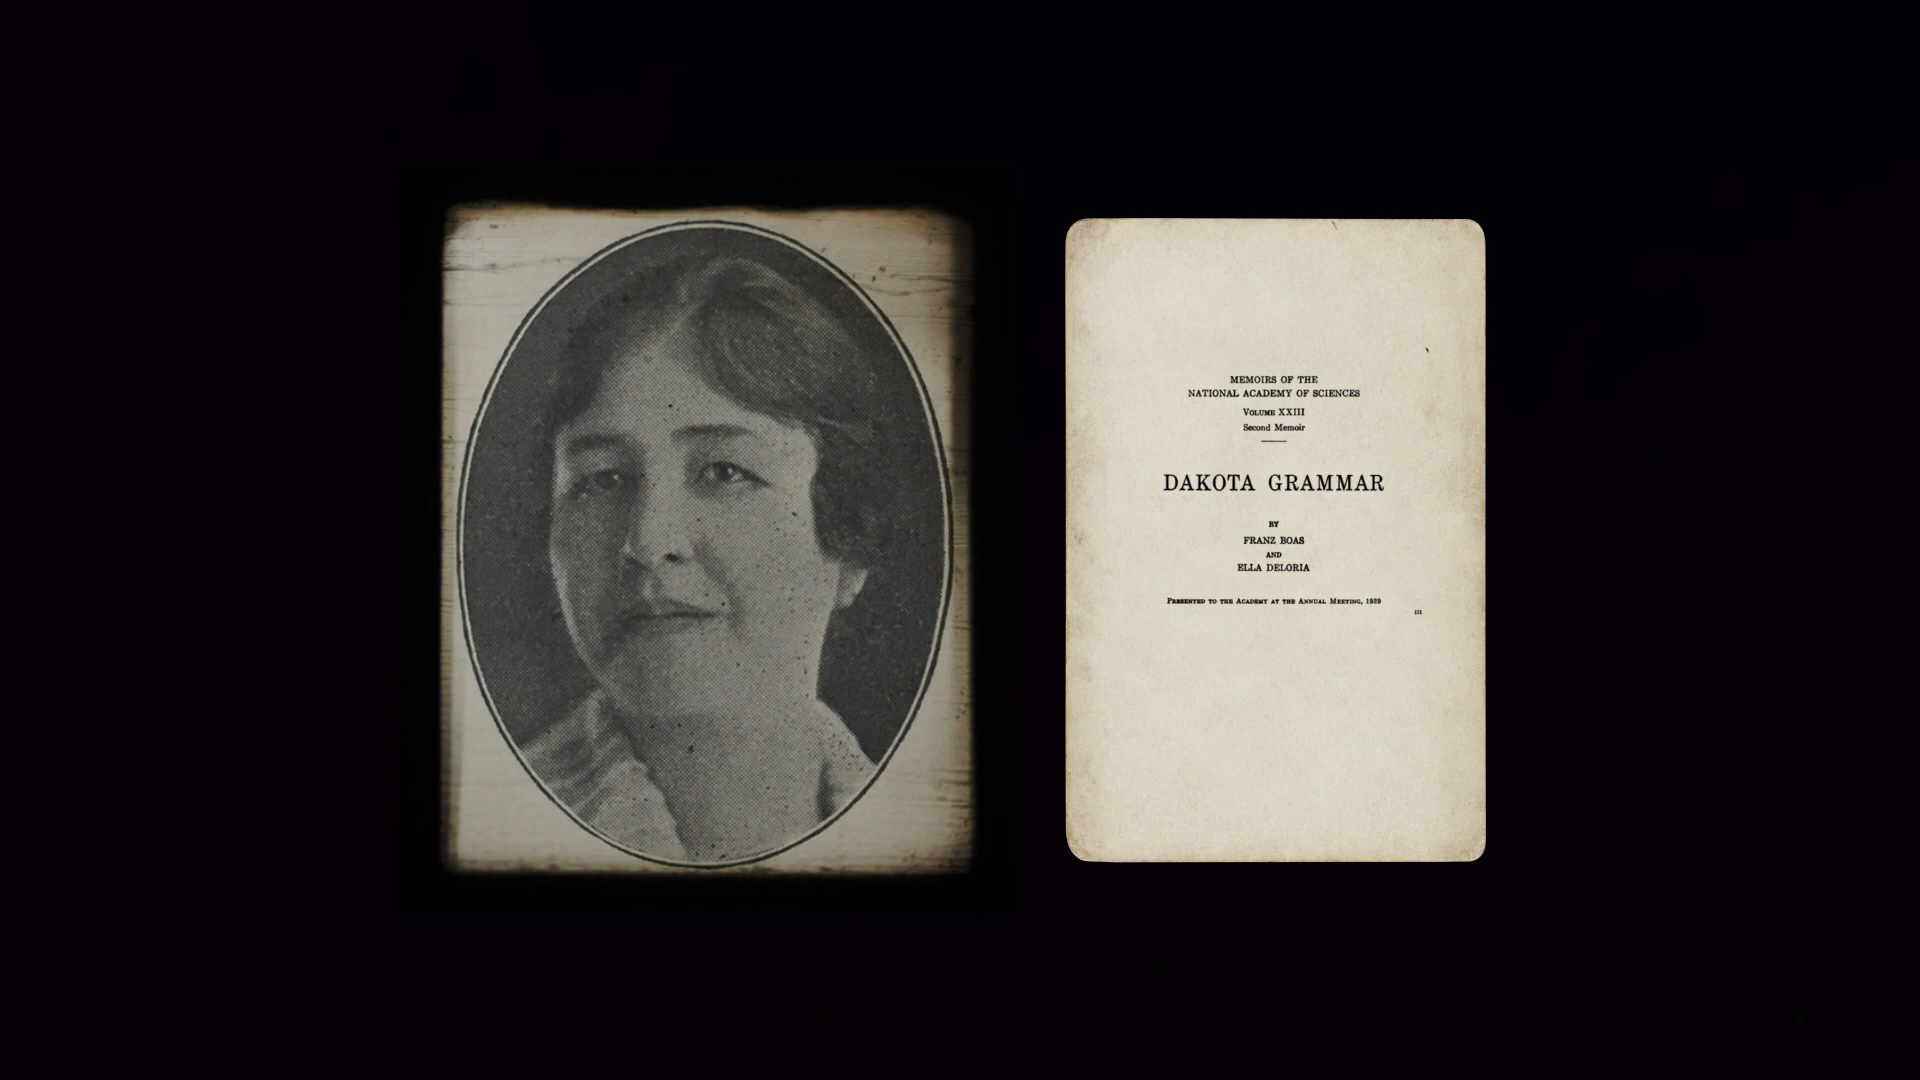 MEMOIRS OF THE
NATIONAL ACADEMY OF SCIENCES
VOLUME XXIII
Second Memoir
DAKOTA GRAMMAR
BY
FRANZ BOAS
AND
ELLA DELORIA
PRESENTED TO THE ACADEMY AT THE ANNUAL MEETING, 1939
III